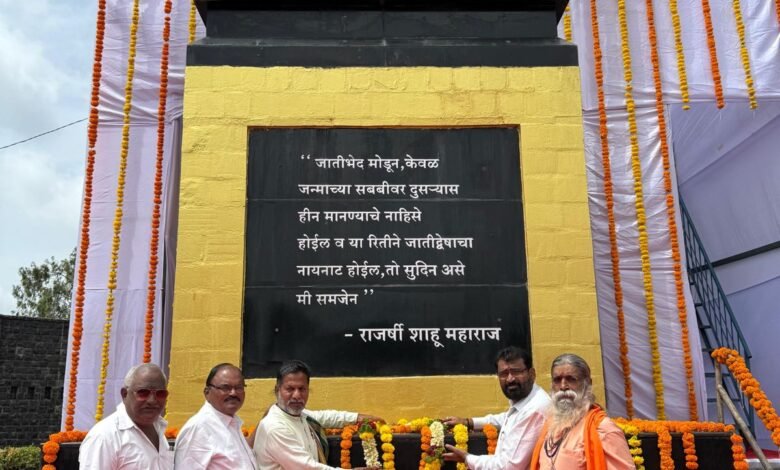 “ जातीभेद मोडून,केवळ
जन्माच्या सबबीवर दुसऱ्यास
हीन मानण्याचे नाहिसे
होईल व या रितीने जातीद्वेषाचा
नायनाट होईल,तो सुदिन असे
मी समजेन ”
- राजर्षी शाहू महाराज